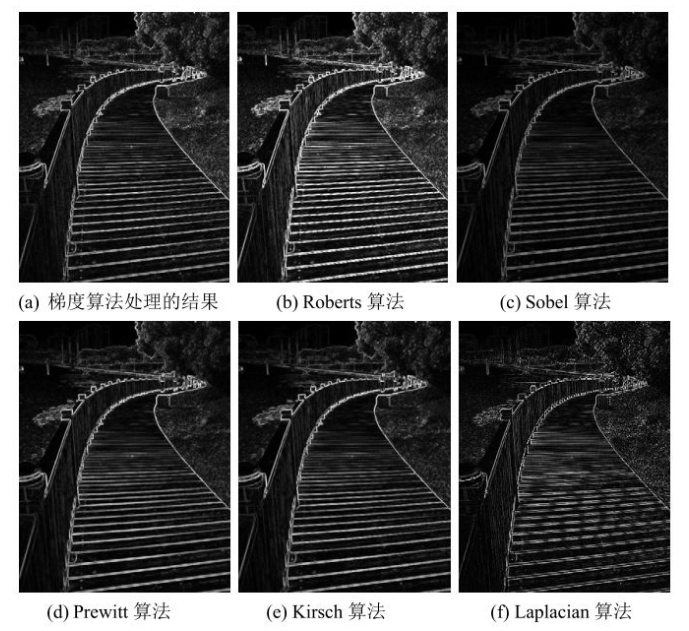 (a) 梯度算法处理的结果
(b) Roberts 算法
(c) Sobel 算法
(d) Prewitt 算法
(e) Kirsch 算法
(f) Laplacian 算法